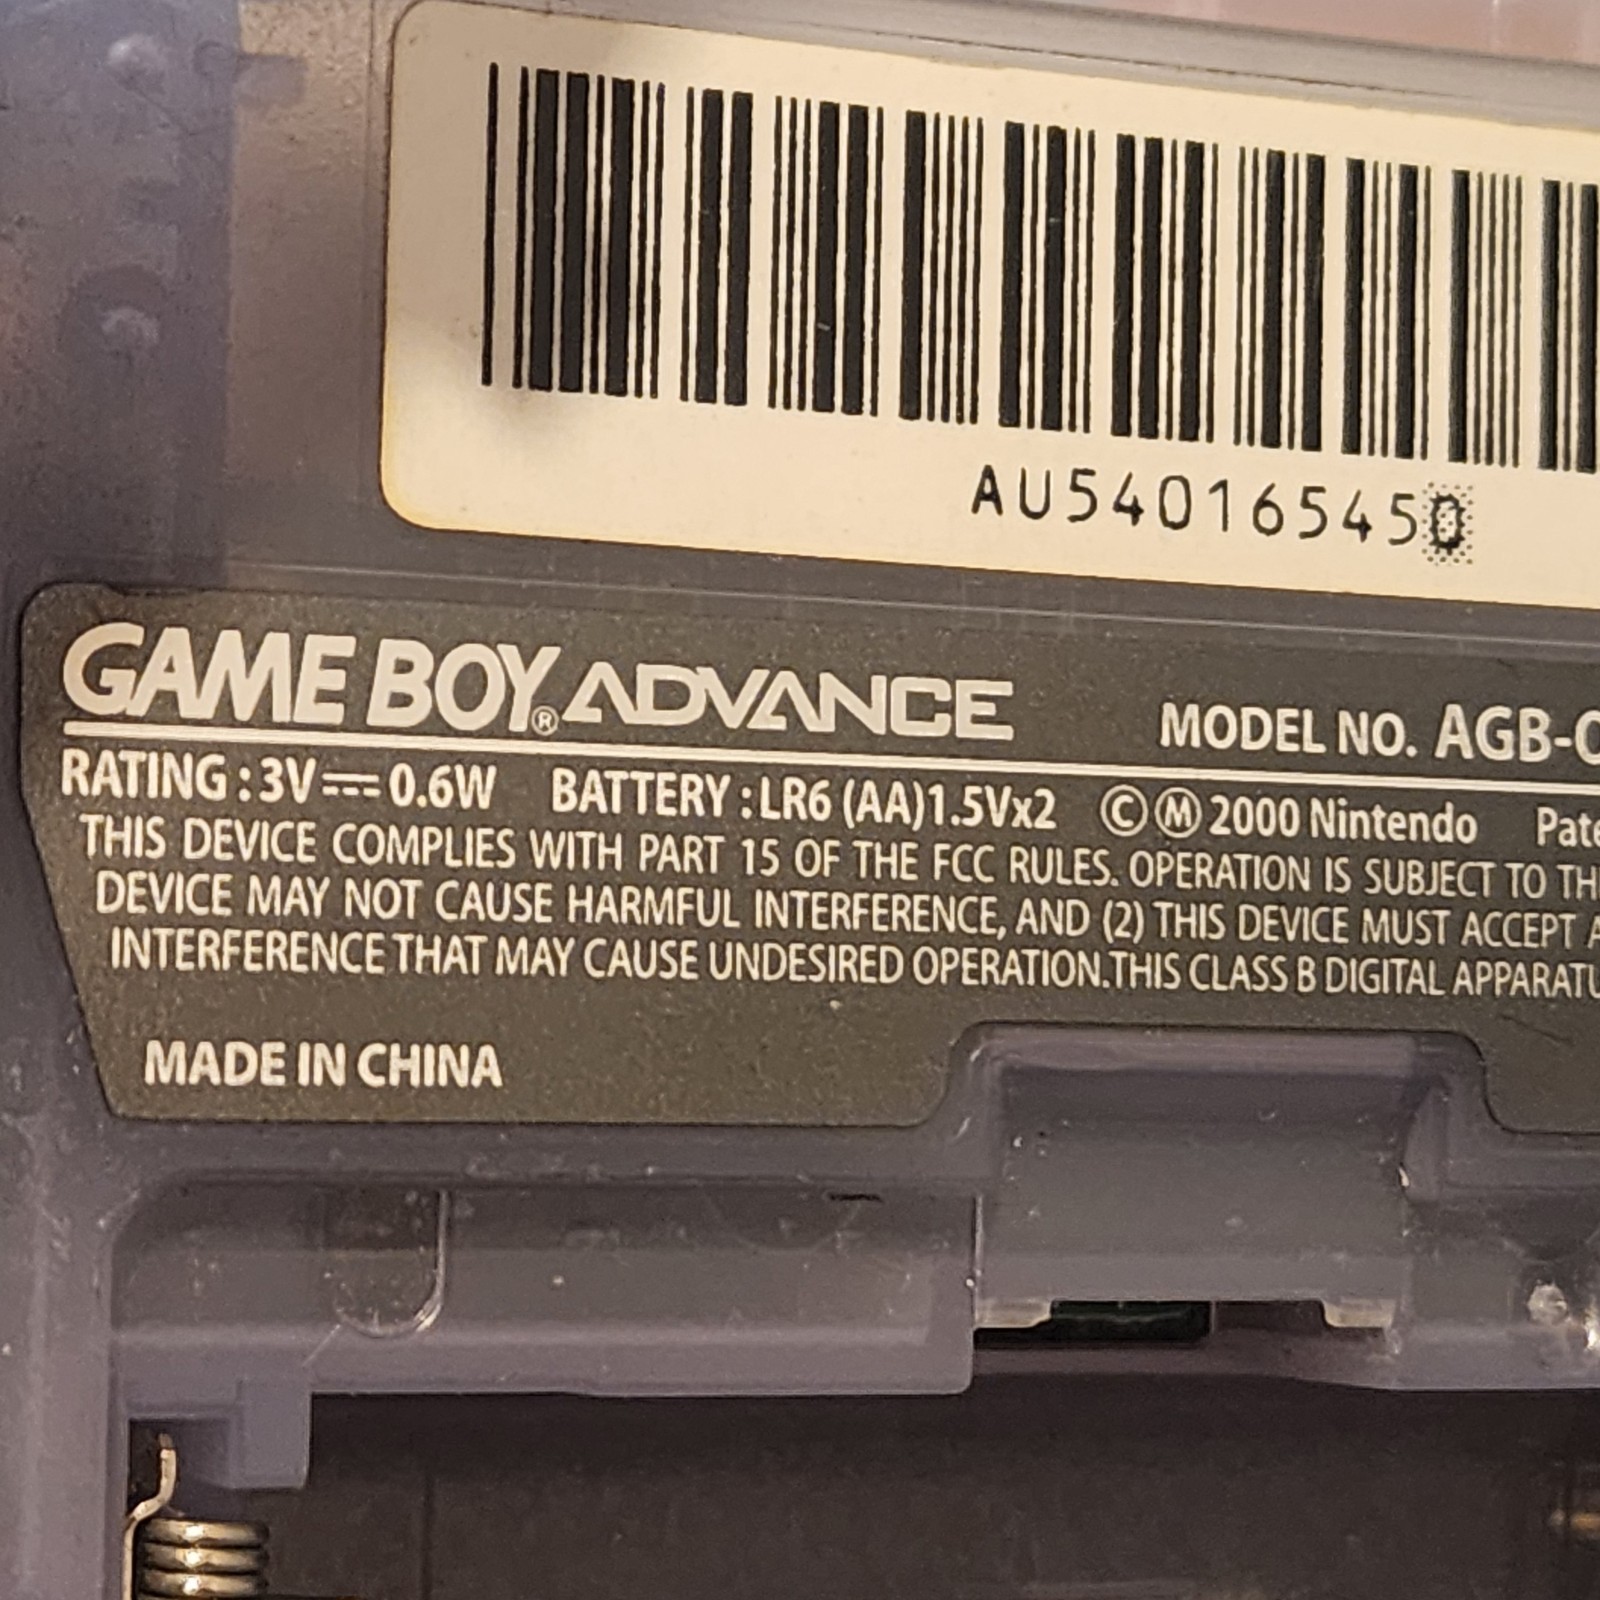 AU540165450
GAME BOY® ADVANCE MODEL NO. AGB-
RATING : 3V⎓0.6W BATTERY : LR6 (AA)1.5Vx2 ©Ⓜ 2000 Nintendo
THIS DEVICE COMPLIES WITH PART 15 OF THE FCC RULES. OPERATION IS SUBJECT TO
DEVICE MAY NOT CAUSE HARMFUL INTERFERENCE, AND (2) THIS DEVICE MUST ACCEPT
INTERFERENCE THAT MAY CAUSE UNDESIRED OPERATION.THIS CLASS B DIGITAL
MADE IN CHINA